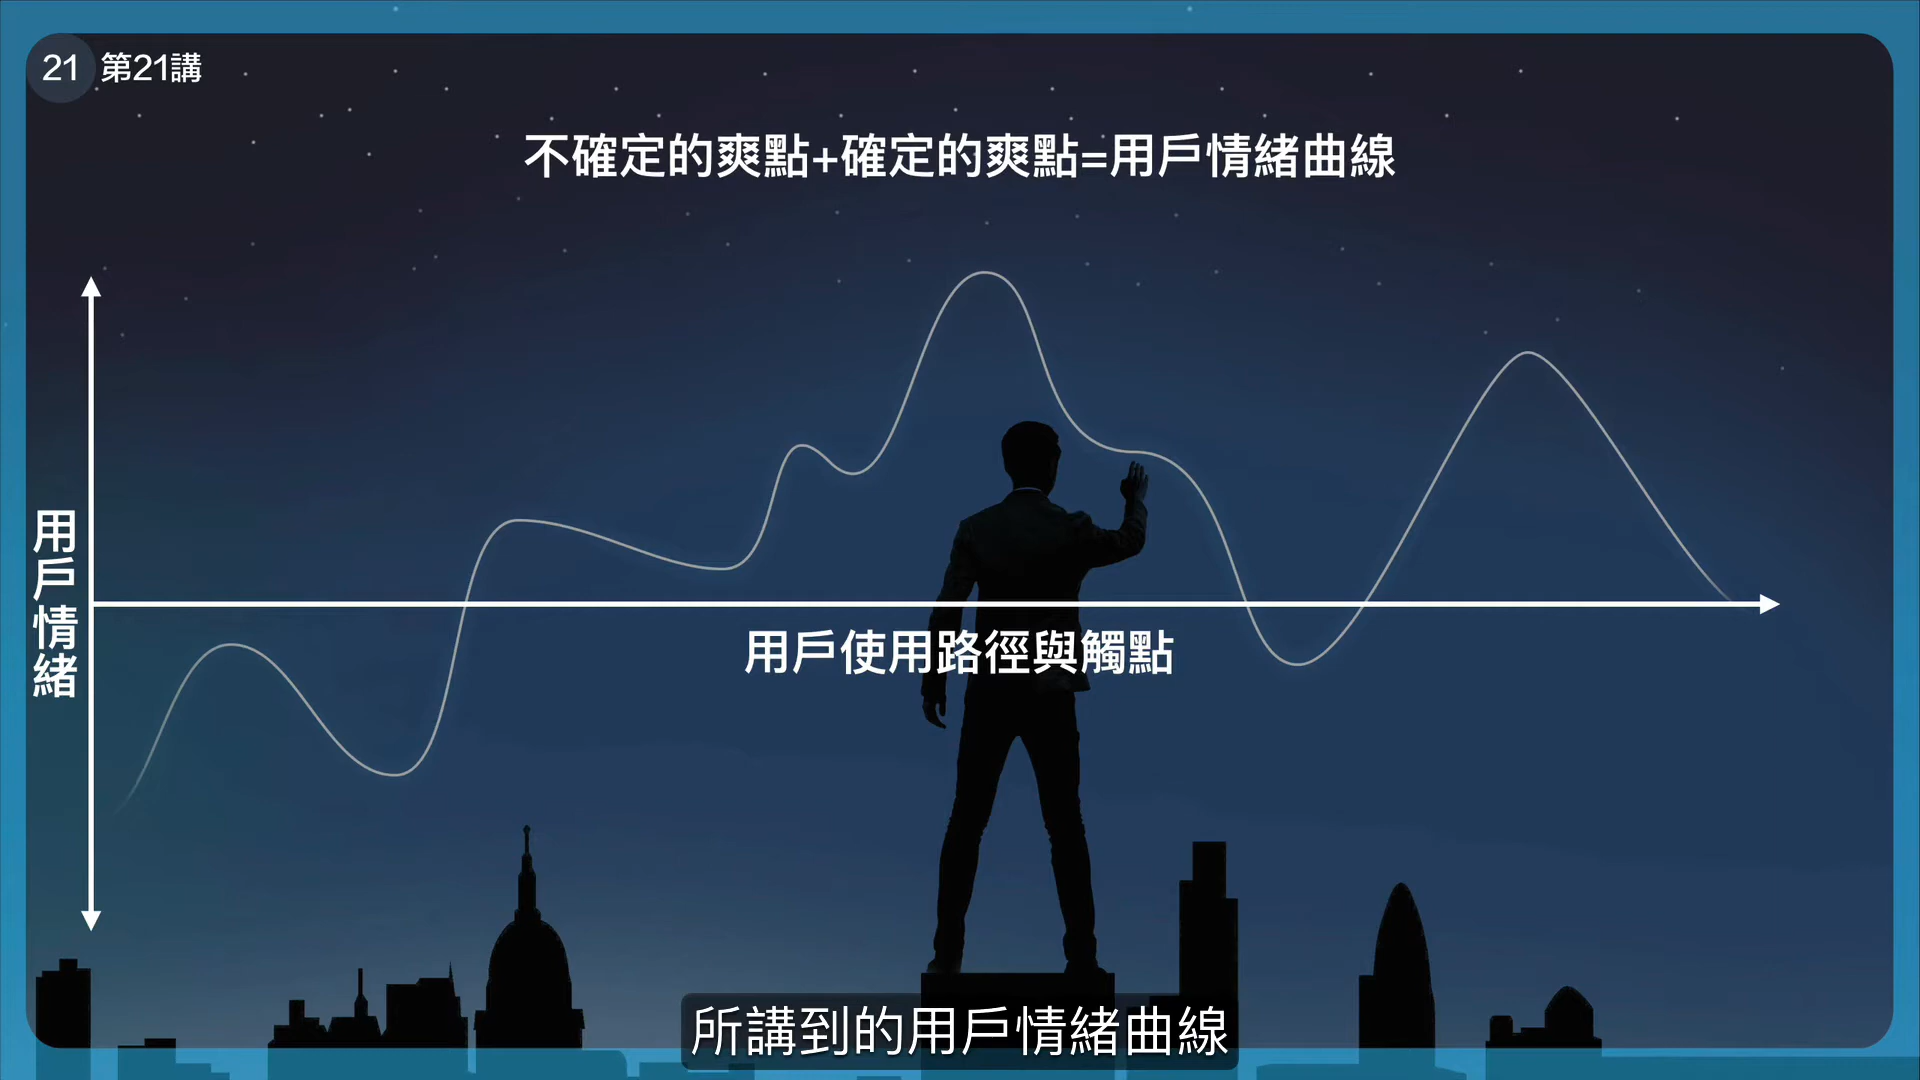 21 第21講
不確定的爽點+確定的爽點=用戶情緒曲線
用戶情緒
用戶使用路徑與觸點
所講到的用戶情緒曲線